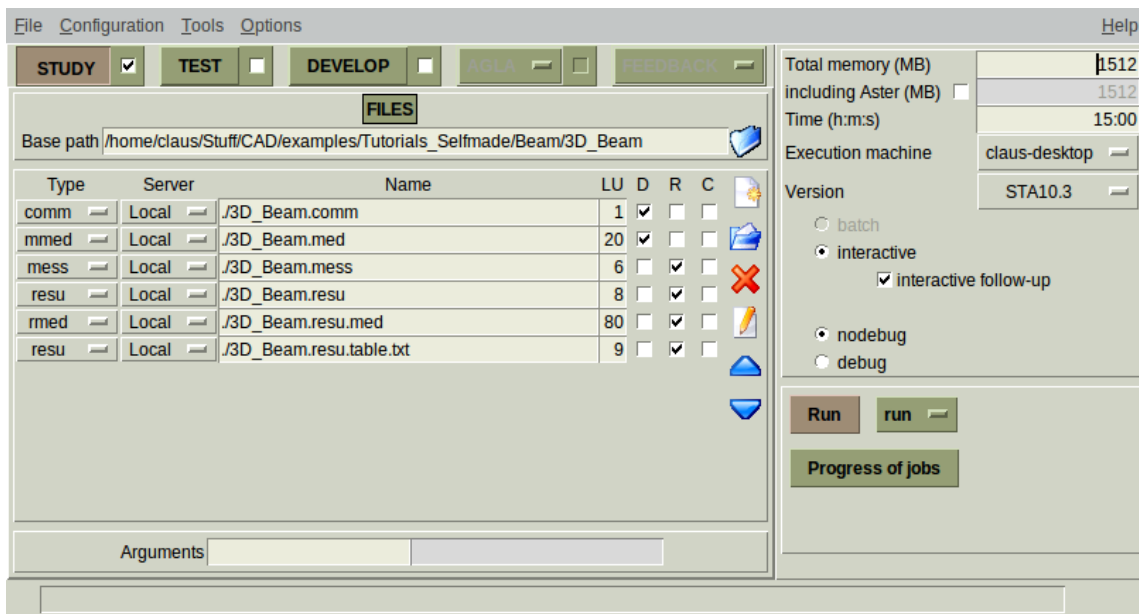 File Configuration Tools Options Help
STUDY TEST DEVELOP AGLA FEEDBACK
FILES
Base path /home/claus/Stuff/CAD/examples/Tutorials_Selfmade/Beam/3D_Beam
Type Server Name LU D R C
comm Local ./3D_Beam.comm 1
mmed Local ./3D_Beam.med 20
mess Local ./3D_Beam.mess 6
resu Local ./3D_Beam.resu 8
rmed Local ./3D_Beam.resu.med 80
resu Local ./3D_Beam.resu.table.txt 9
Arguments
Total memory (MB) 1512
including Aster (MB) 1512
Time (h:m:s) 15:00
Execution machine claus-desktop
Version STA10.3
batch
interactive
interactive follow-up
nodebug
debug
Run run
Progress of jobs